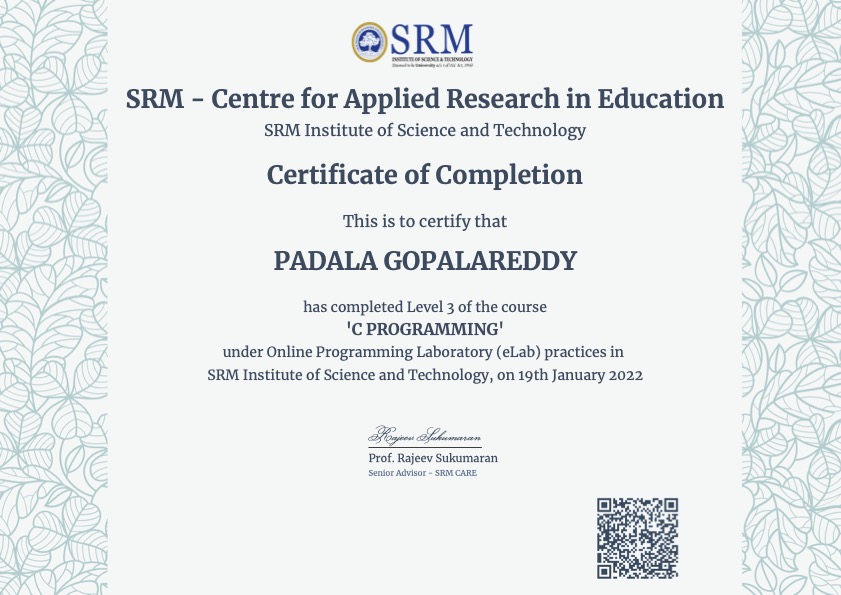 SRM
INSTITUTE OF SCIENCE & TECHNOLOGY
(Deemed to be University u/s 3 of UGC Act, 1956)
SRM - Centre for Applied Research in Education
SRM Institute of Science and Technology
Certificate of Completion
This is to certify that
PADALA GOPALAREDDY
has completed Level 3 of the course
'C PROGRAMMING'
under Online Programming Laboratory (eLab) practices in
SRM Institute of Science and Technology, on 19th January 2022
Rajeev Sukumaran
Prof. Rajeev Sukumaran
Senior Advisor - SRM CARE